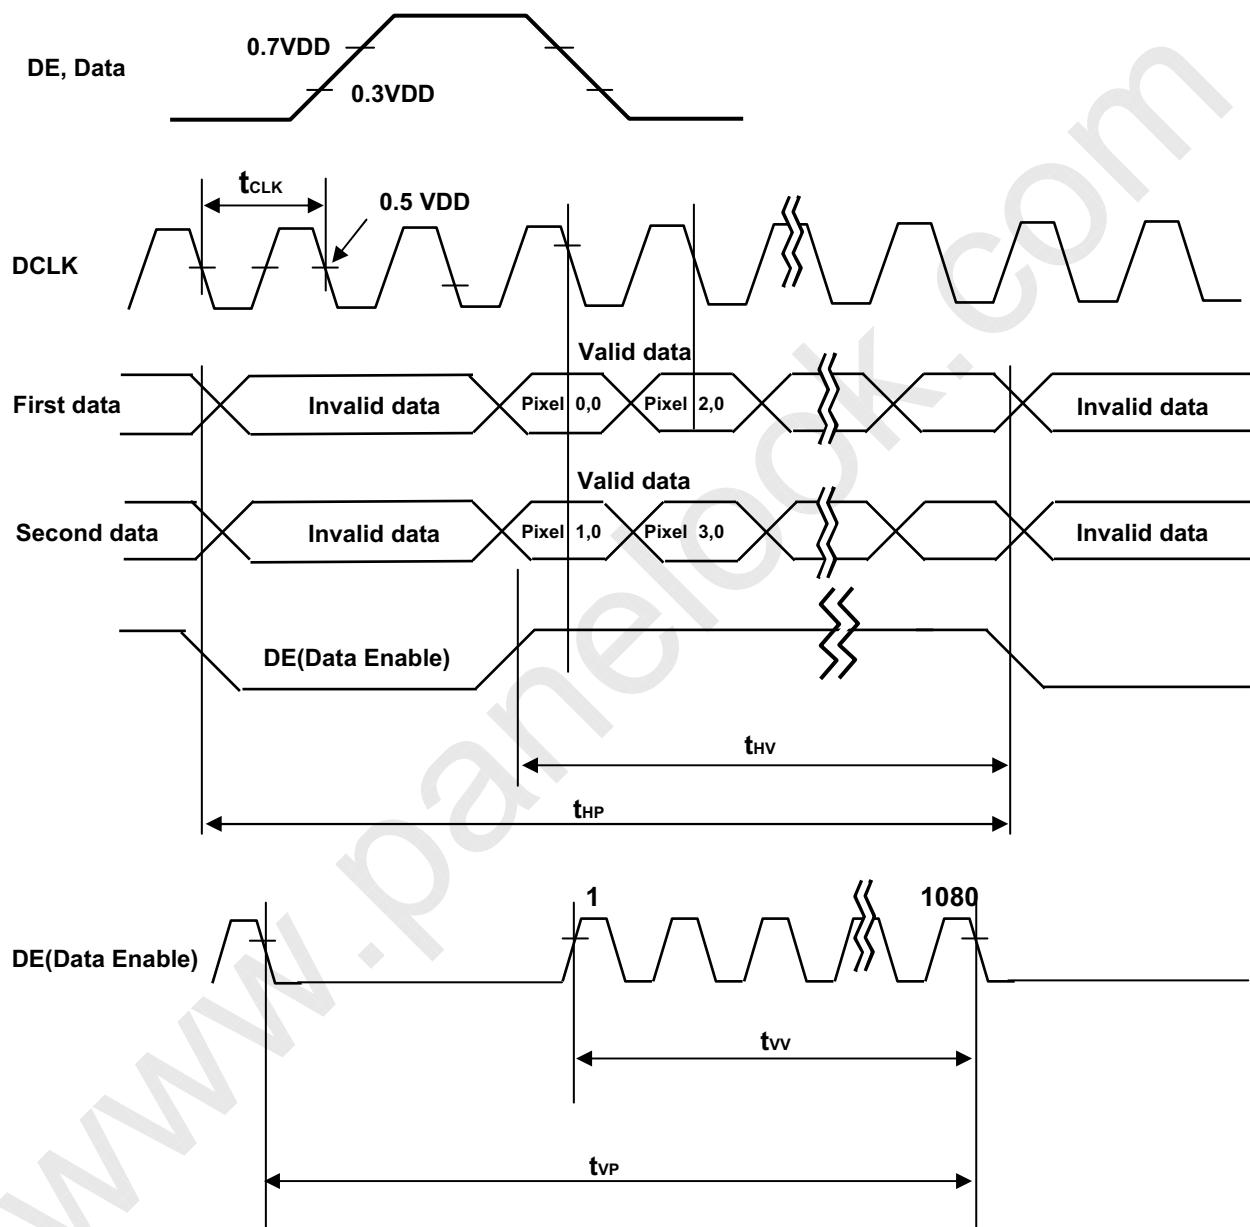 0.7VDD
DE, Data
0.3VDD
tCLK
0.5 VDD
DCLK
Valid data
First data
Invalid data
Pixel 0,0
Pixel 2,0
Invalid data
Valid data
Second data
Invalid data
Pixel 1,0
Pixel 3,0
Invalid data
DE(Data Enable)
tHV
tHP
1
1080
DE(Data Enable)
tVV
tVP
www.panelook.com